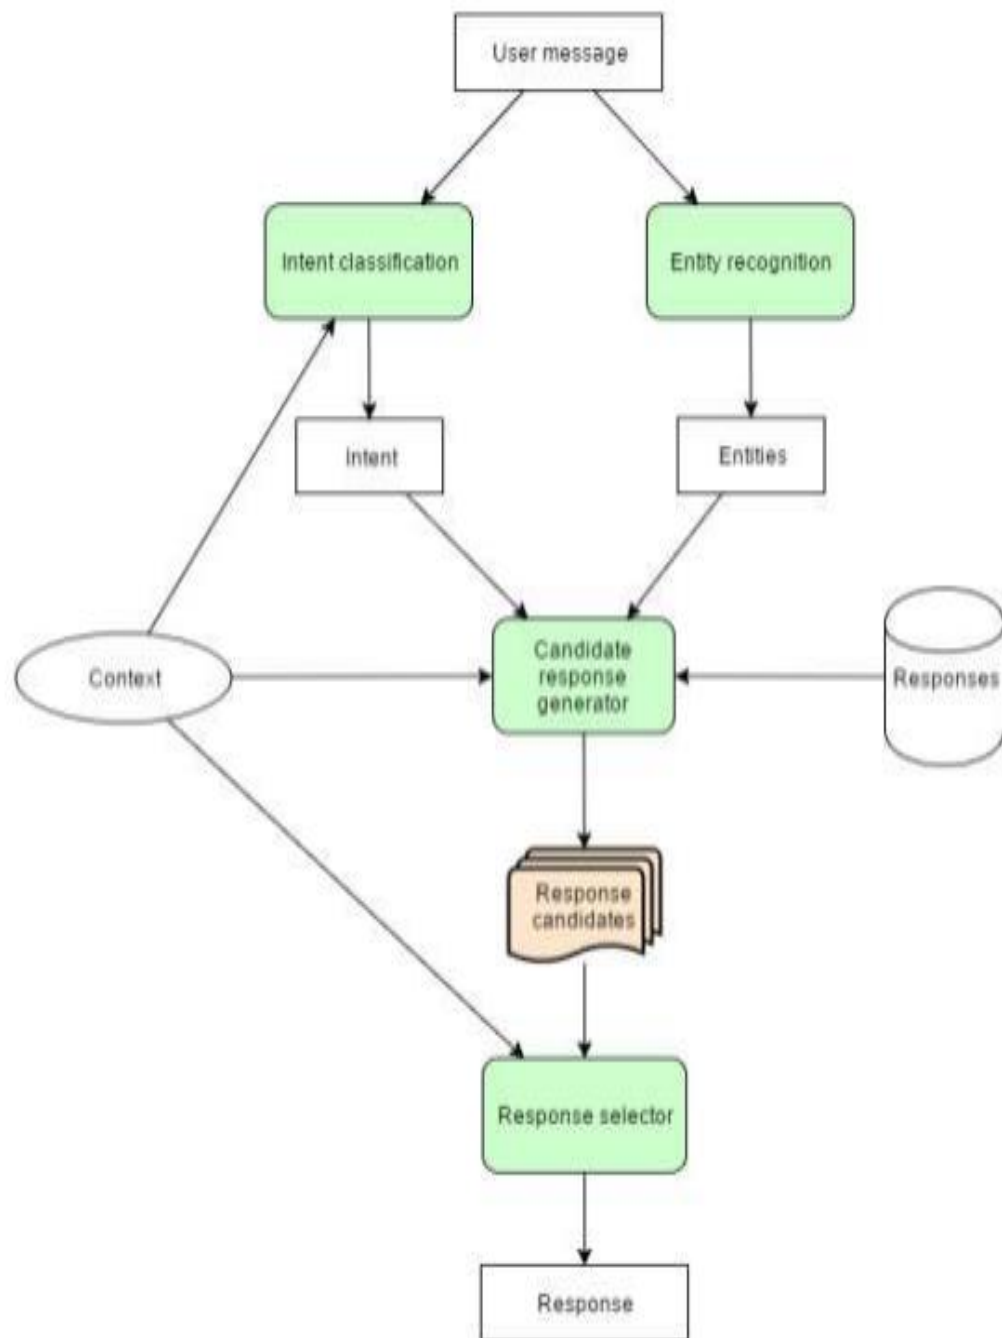 User message
Intent classification
Entity recognition
Intent
Entities
Context
Candidate
response
generator
Responses
Response
candidates
Response selector
Response